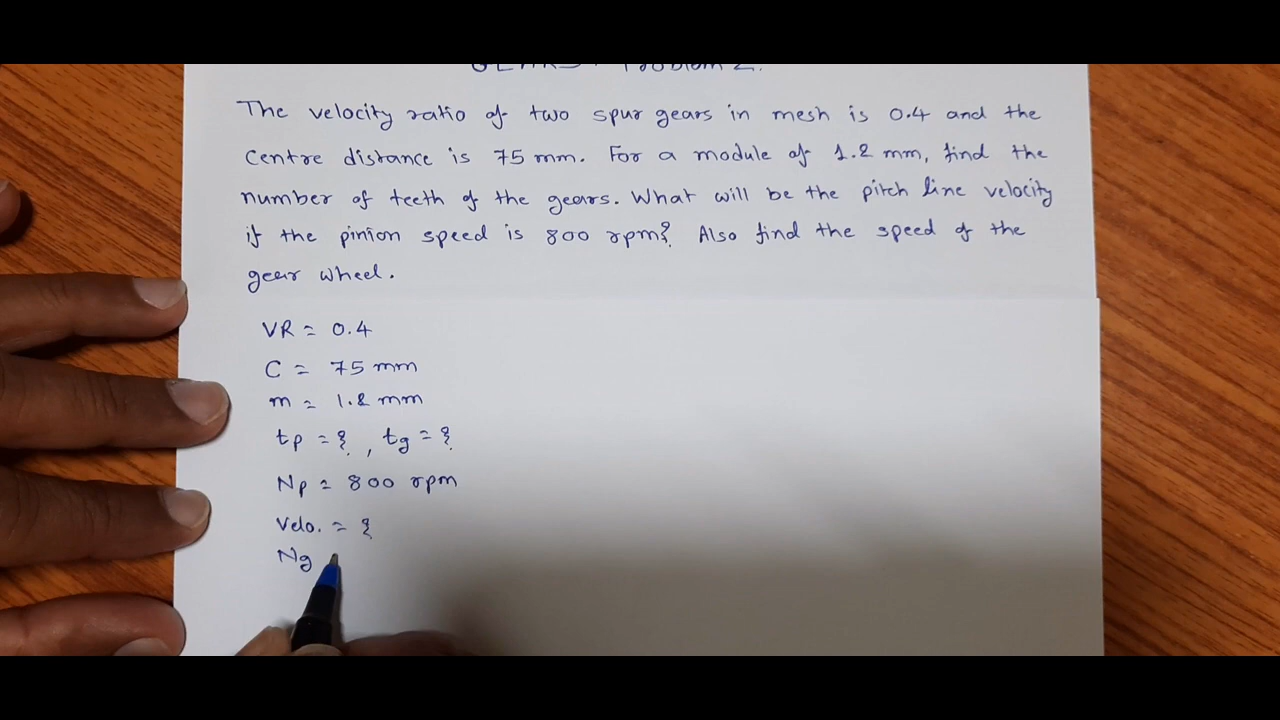 GEARS : Problem 2.
The velocity ratio of two spur gears in mesh is 0.4 and the
centre distance is 75 mm. For a module of 1.2 mm, find the
number of teeth of the gears. What will be the pitch line velocity
if the pinion speed is 800 rpm? Also find the speed of the
gear wheel.
VR = 0.4
C = 75 mm
m = 1.2 mm
tp = ? , tg = ?
Np = 800 rpm
Velo. = ?
Ng